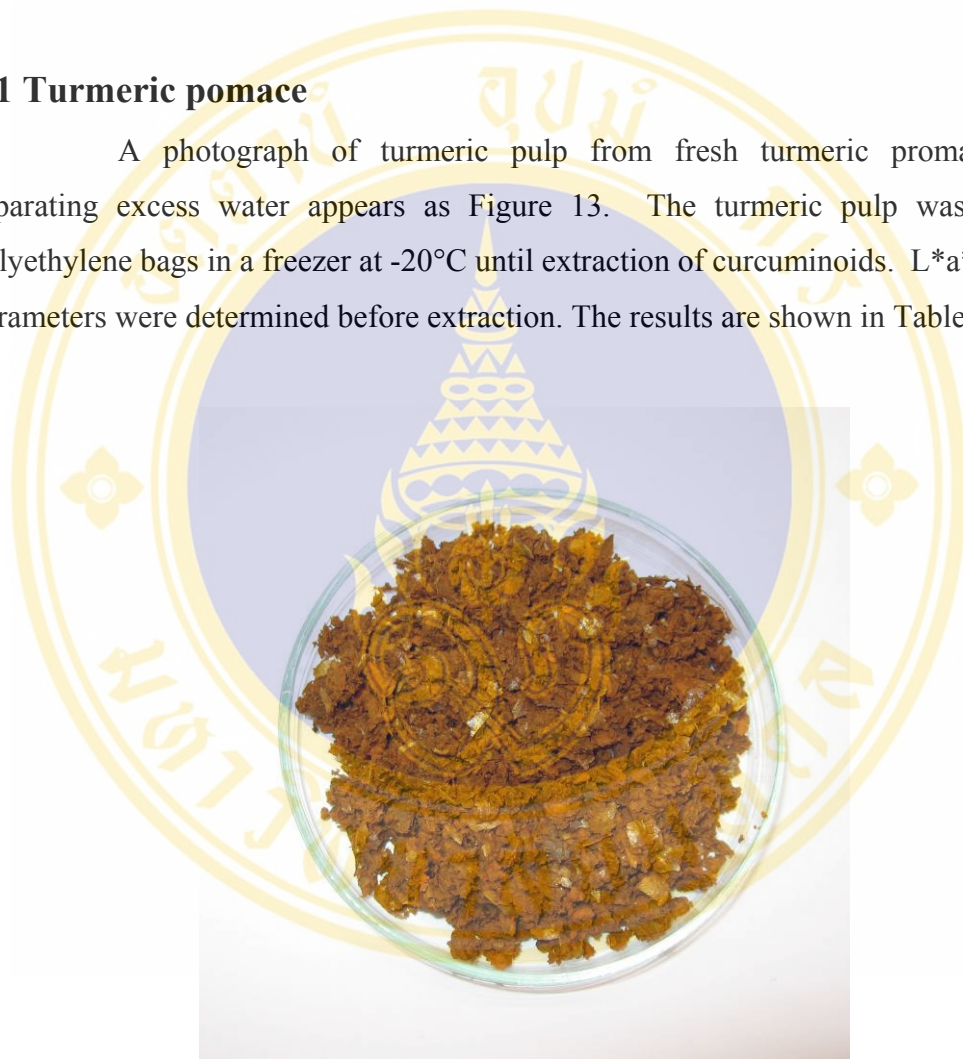 1 Turmeric pomace
A photograph of turmeric pulp from fresh turmeric proma
parating excess water appears as Figure 13. The turmeric pulp was
lyethylene bags in a freezer at -20°C until extraction of curcuminoids. L*a*
rameters were determined before extraction. The results are shown in Table